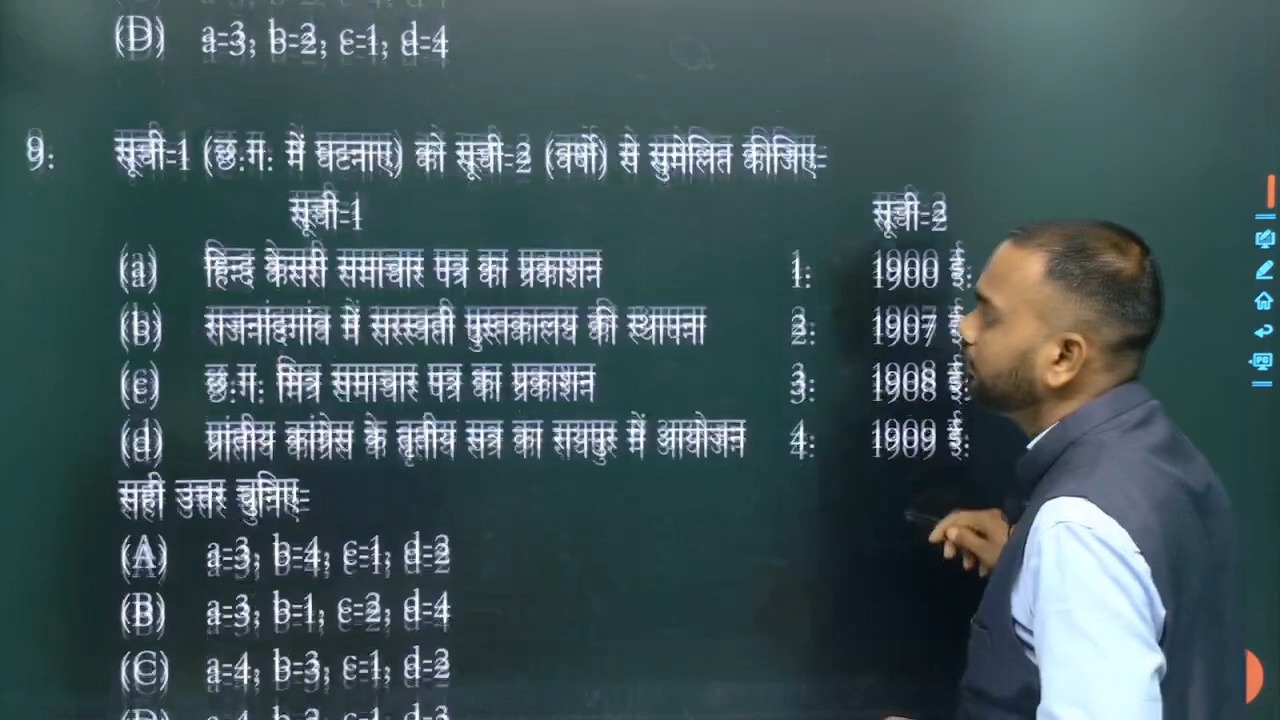 (D) a-3, b-2, c-1, d-4
9. सूची-1 (छ.ग. में घटनाए) को सूची-2 (वर्षों) से सुमेलित कीजिए-
सूची-1 सूची-2
(a) हिन्द केसरी समाचार पत्र का प्रकाशन 1. 1900 ई.
(b) राजनांदगांव में सरस्वती पुस्तकालय की स्थापना 2. 1907 ई.
(c) छ.ग. मित्र समाचार पत्र का प्रकाशन 3. 1908 ई.
(d) प्रांतीय कांग्रेस के तृतीय सत्र का रायपुर में आयोजन 4. 1909 ई.
सही उत्तर चुनिए-
(A) a-3, b-4, c-1, d-2
(B) a-3, b-1, c-2, d-4
(C) a-4, b-3, c-1, d-2